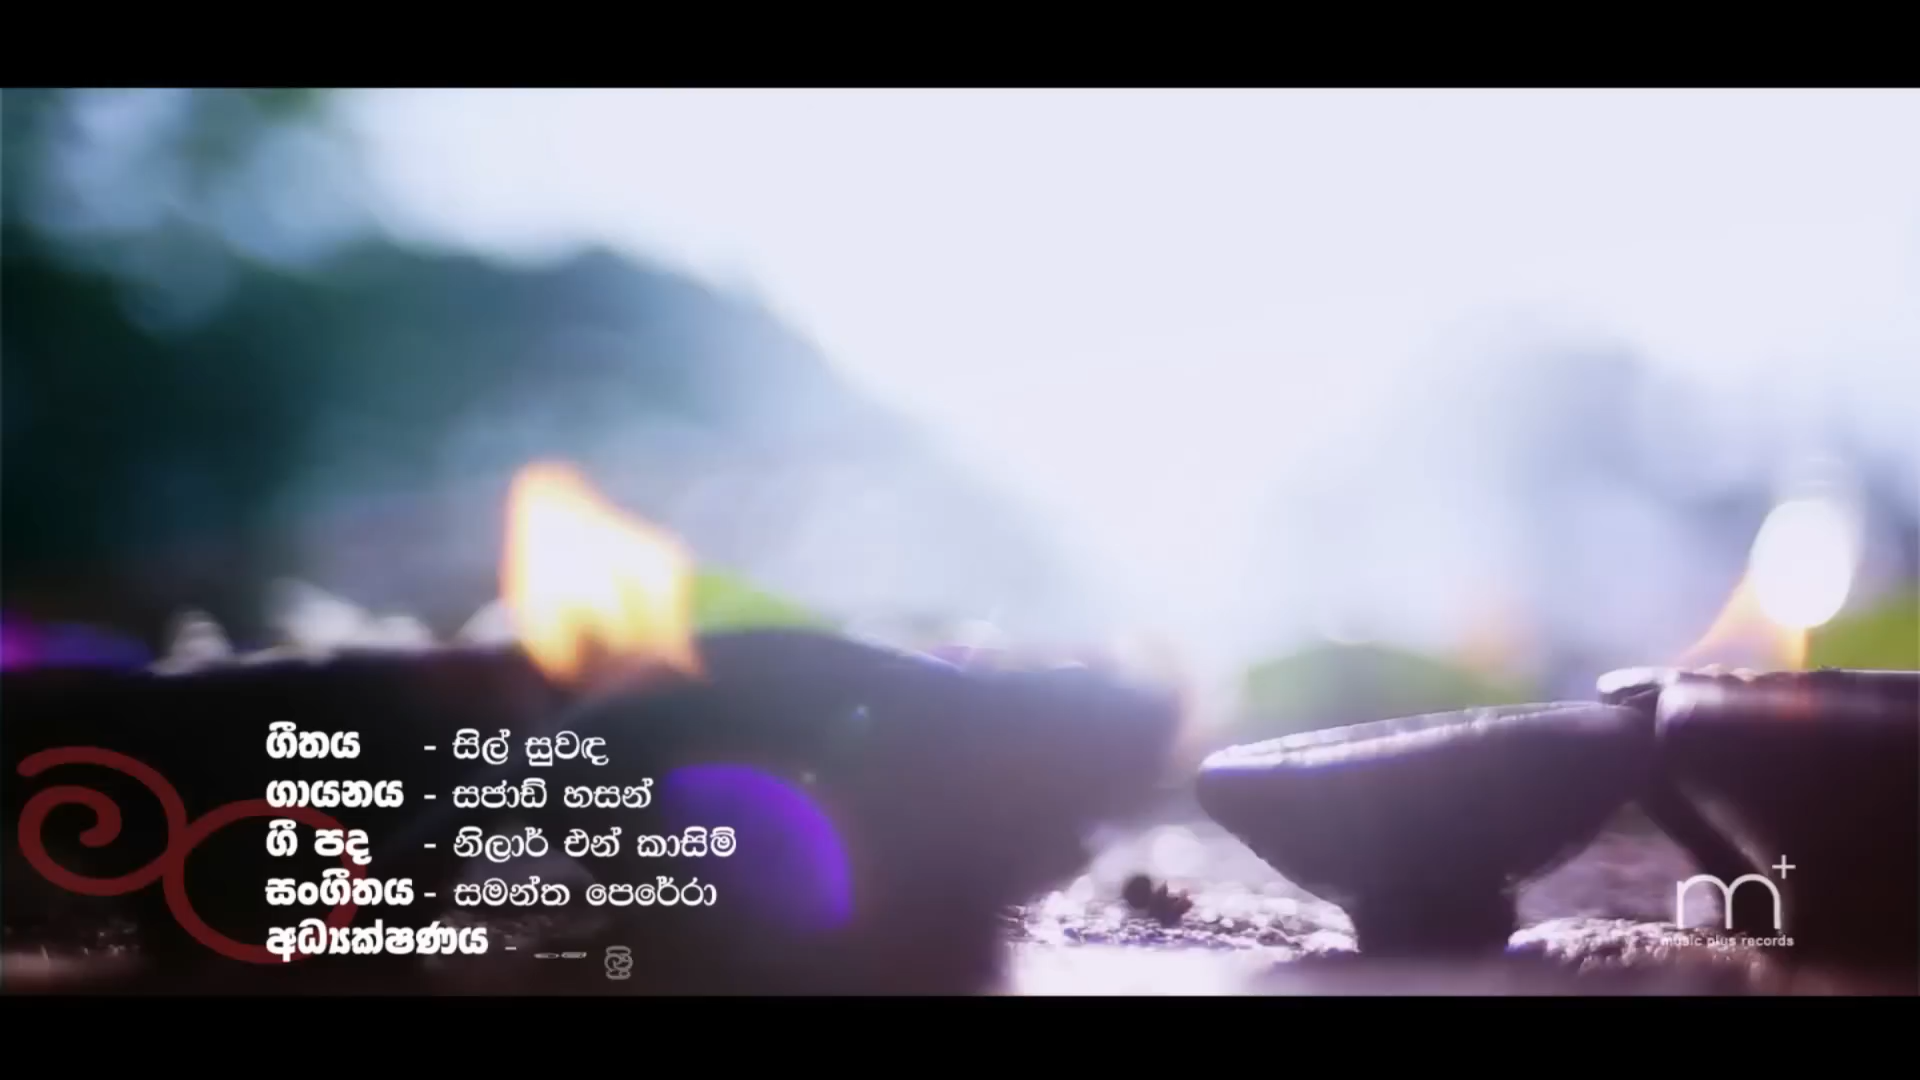 ගීතය - සිල් සුවඳ
ගායනය - සජාඩ් හසන්
ගී පද - නිලාර් එන් කාසිම්
සංගීතය - සමන්ත පෙරේරා
අධ්‍යක්ෂණය -
m+
music plus records